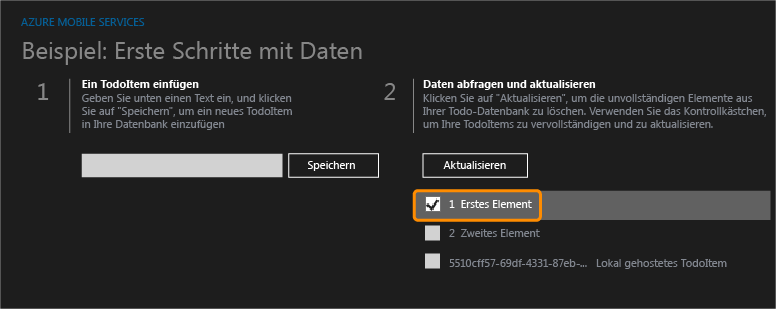 AZURE MOBILE SERVICES
Beispiel: Erste Schritte mit Daten
1
Ein TodoItem einfügen
Geben Sie unten einen Text ein, und klicken
Sie auf "Speichern", um ein neues TodoItem
in Ihre Datenbank einzufügen
Speichern
2
Daten abfragen und aktualisieren
Klicken Sie auf "Aktualisieren", um die unvollständigen Elemente aus
Ihrer Todo-Datenbank zu löschen. Verwenden Sie das Kontrollkästchen,
um Ihre TodoItems zu vervollständigen und zu aktualisieren.
Aktualisieren
1 Erstes Element
2 Zweites Element
5510cff57-69df-4331-87eb-... Lokal gehostetes TodoItem